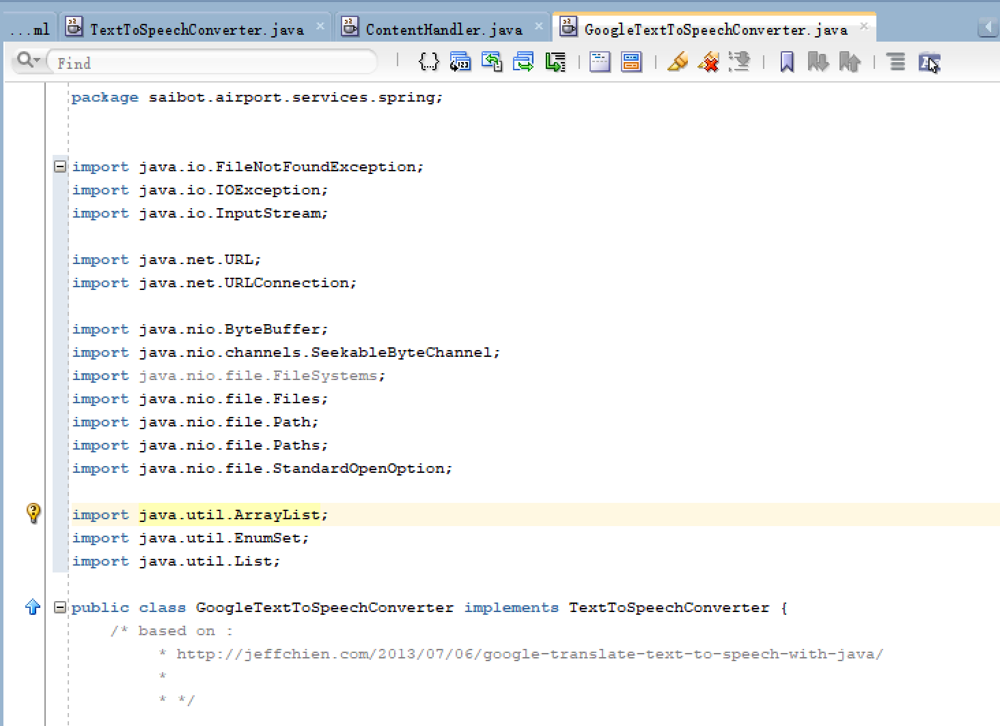 ...ml TextToSpeechConverter.java ContentHandler.java GoogleTextToSpeechConverter.java
Find
package saibot.airport.services.spring;
import java.io.FileNotFoundException;
import java.io.IOException;
import java.io.InputStream;
import java.net.URL;
import java.net.URLConnection;
import java.nio.ByteBuffer;
import java.nio.channels.SeekableByteChannel;
import java.nio.file.FileSystems;
import java.nio.file.Files;
import java.nio.file.Path;
import java.nio.file.Paths;
import java.nio.file.StandardOpenOption;
import java.util.ArrayList;
import java.util.EnumSet;
import java.util.List;
public class GoogleTextToSpeechConverter implements TextToSpeechConverter {
/* based on :
* http://jeffchien.com/2013/07/06/google-translate-text-to-speech-with-java/
*
* */